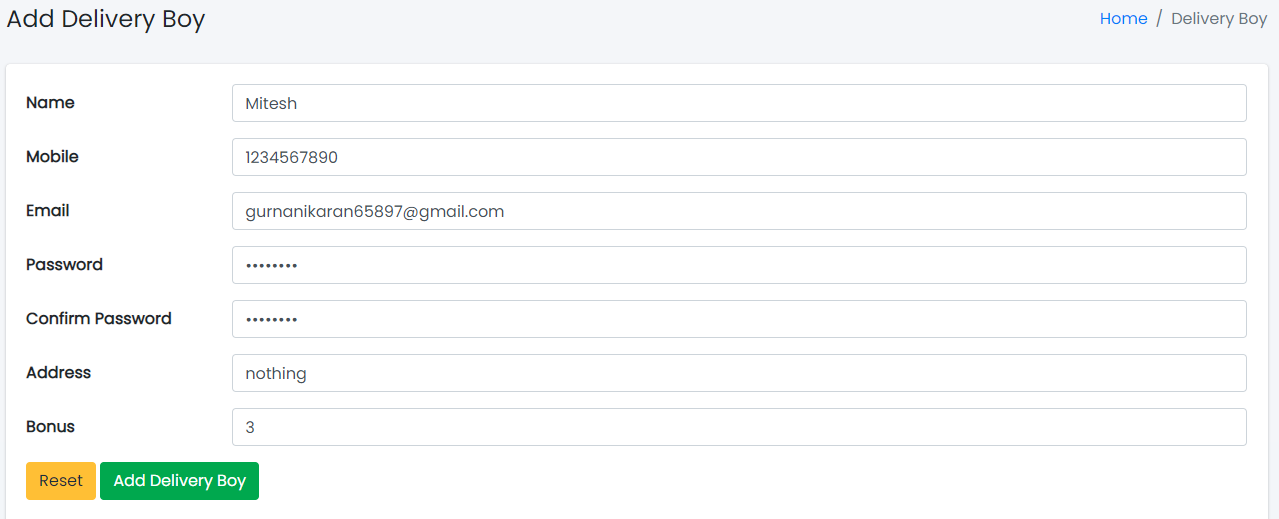 Add Delivery Boy
Home / Delivery Boy
Name Mitesh
Mobile 1234567890
Email gurnanikaran65897@gmail.com
Password ••••••••
Confirm Password ••••••••
Address nothing
Bonus 3
Reset Add Delivery Boy